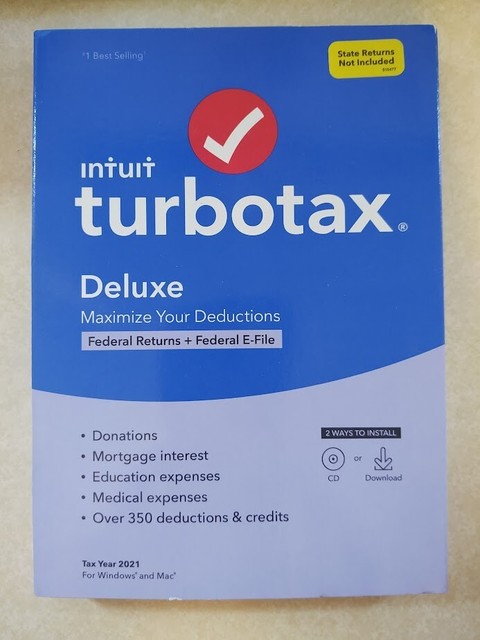 #1 Best Selling
State Returns
Not Included
intuit
turbotax®
Deluxe
Maximize Your Deductions
Federal Returns + Federal E-File
• Donations
• Mortgage interest
• Education expenses
• Medical expenses
• Over 350 deductions & credits
2 WAYS TO INSTALL
CD or Download
Tax Year 2021
For Windows® and Mac®